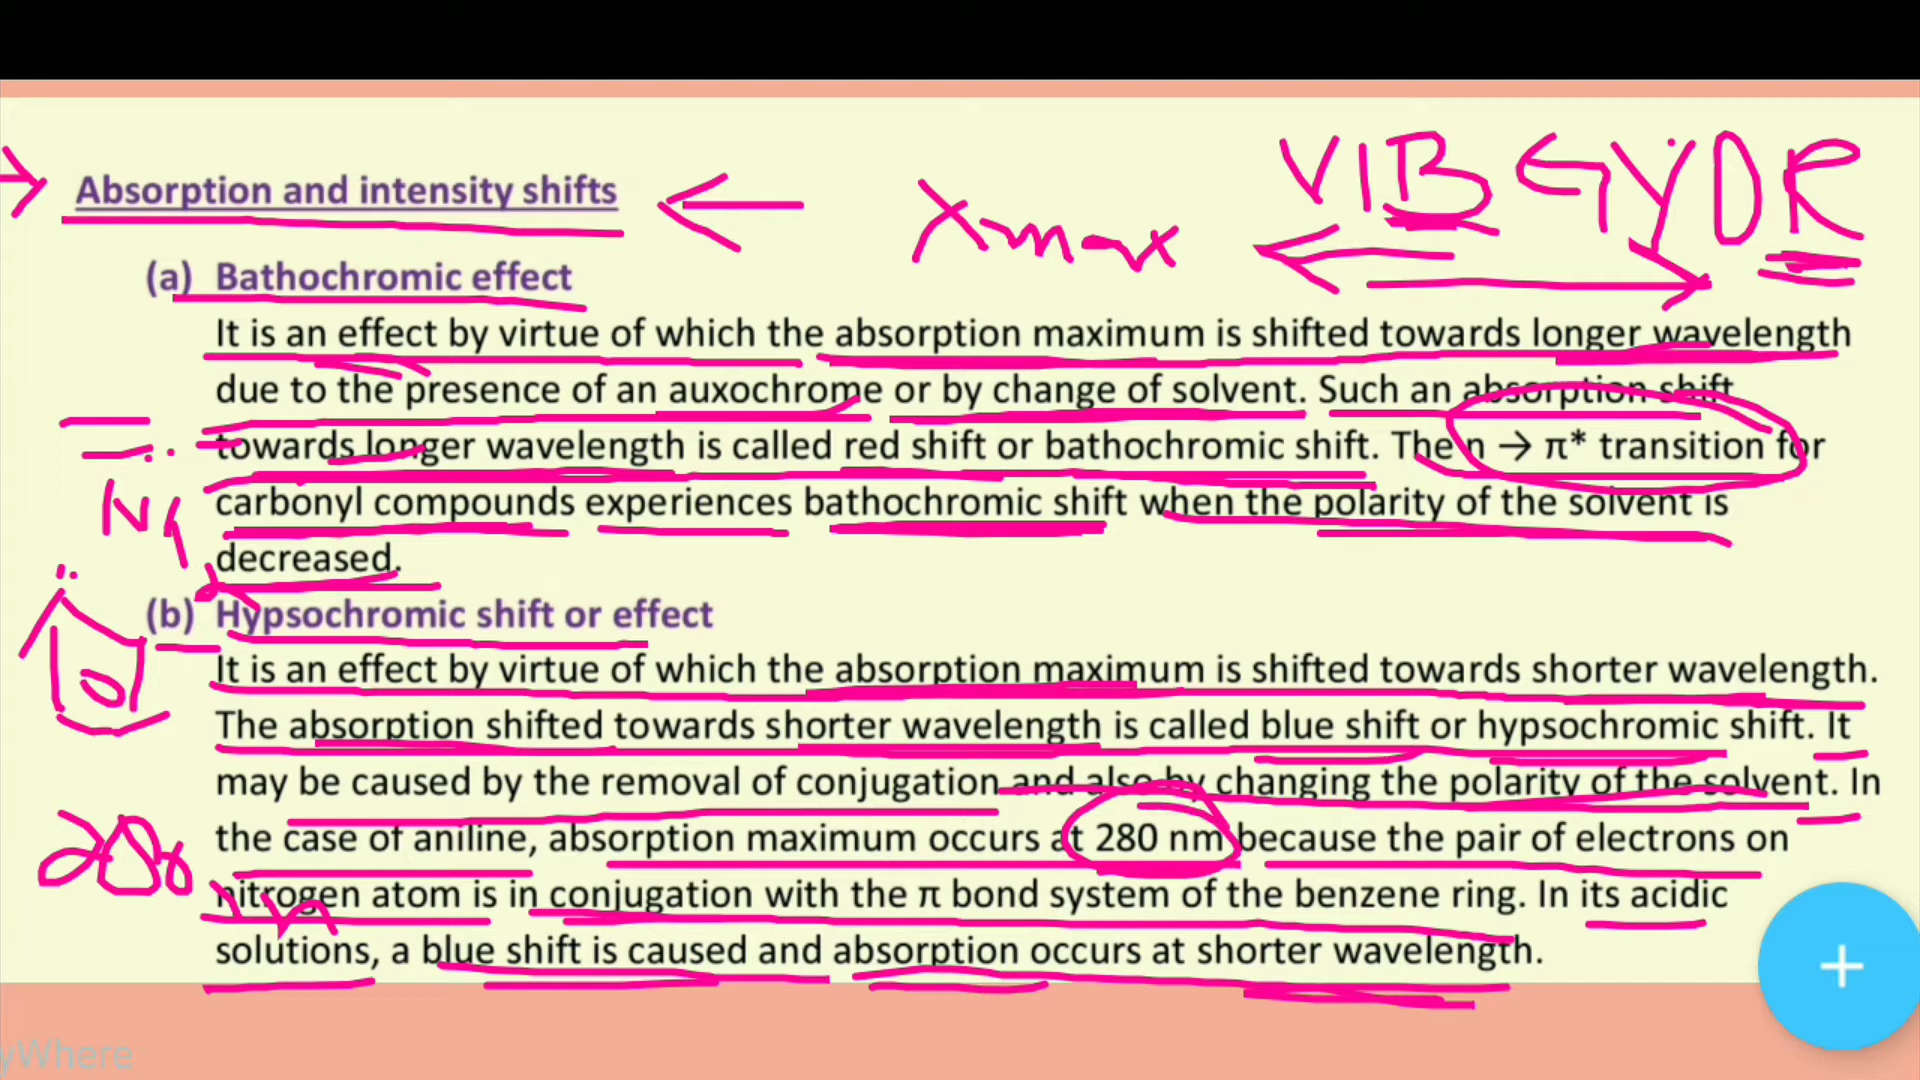 VIBGYOR
Absorption and intensity shifts
λmax
(a) Bathochromic effect
It is an effect by virtue of which the absorption maximum is shifted towards longer wavelength
due to the presence of an auxochrome or by change of solvent. Such an absorption shift
towards longer wavelength is called red shift or bathochromic shift. The n → π* transition for
carbonyl compounds experiences bathochromic shift when the polarity of the solvent is
decreased.
(b) Hypsochromic shift or effect
It is an effect by virtue of which the absorption maximum is shifted towards shorter wavelength.
The absorption shifted towards shorter wavelength is called blue shift or hypsochromic shift. It
may be caused by the removal of conjugation and also by changing the polarity of the solvent. In
the case of aniline, absorption maximum occurs at 280 nm because the pair of electrons on
280
nitrogen atom is in conjugation with the π bond system of the benzene ring. In its acidic
solutions, a blue shift is caused and absorption occurs at shorter wavelength.
yWhere
+